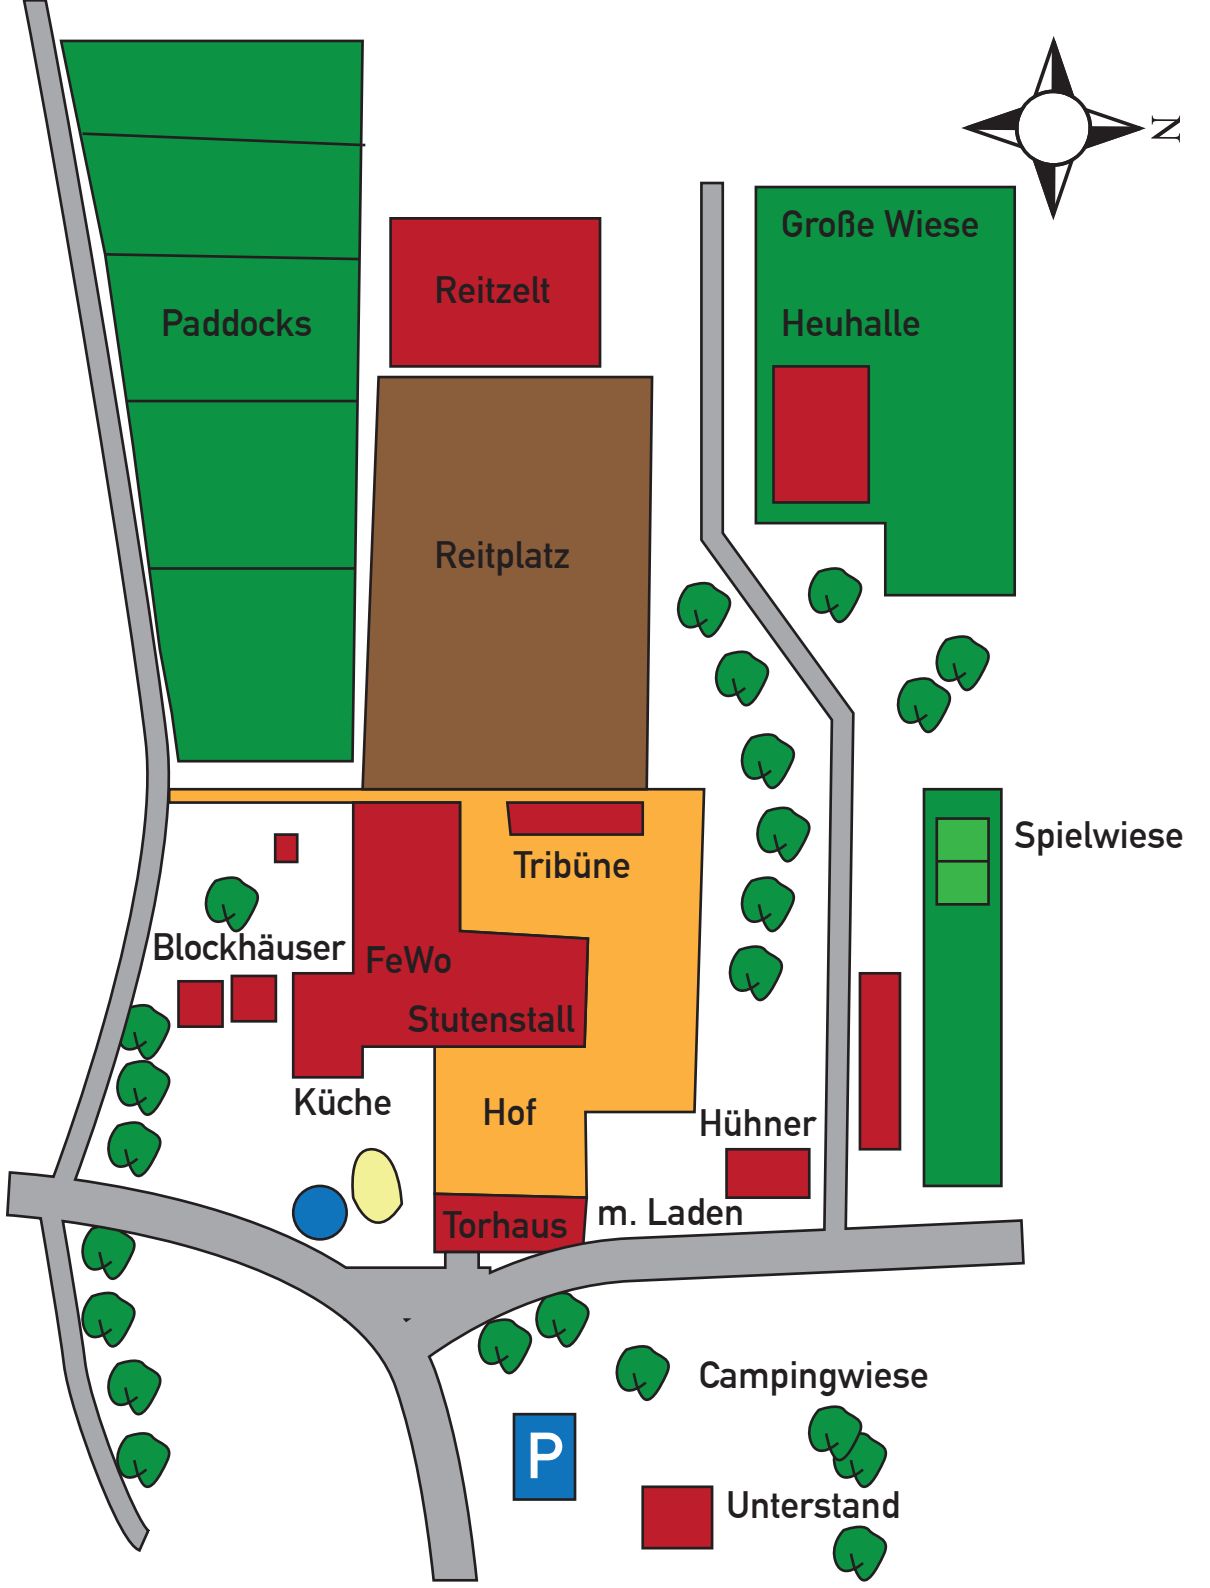 N
Große Wiese
Reitzelt
Paddocks
Heuhalle
Reitplatz
Spielwiese
Tribüne
Blockhäuser
FeWo
Stutenstall
Küche
Hof
Hühner
m. Laden
Torhaus
Campingwiese
P
Unterstand